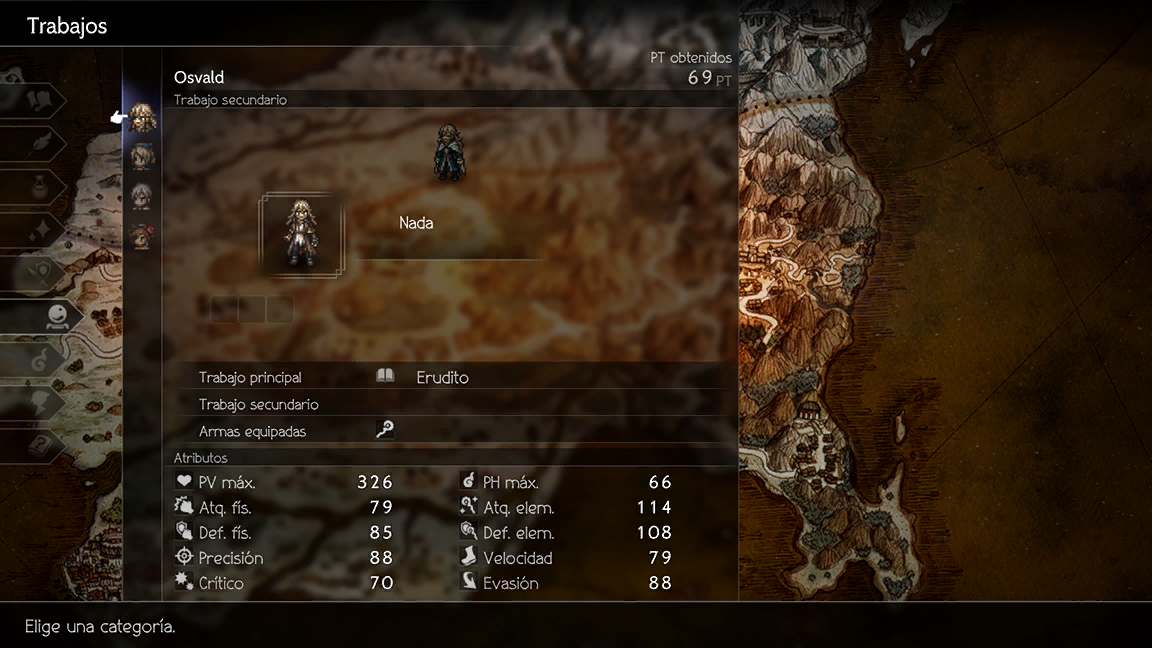 Trabajos
PT obtenidos
Osvald
69 PT
Trabajo secundario
Nada
Trabajo principal Erudito
Trabajo secundario
Armas equipadas
Atributos
PV máx. 326 PH máx. 66
Atq. fís. 79 Atq. elem. 114
Def. fís. 85 Def. elem. 108
Precisión 88 Velocidad 79
Crítico 70 Evasión 88
Elige una categoría.